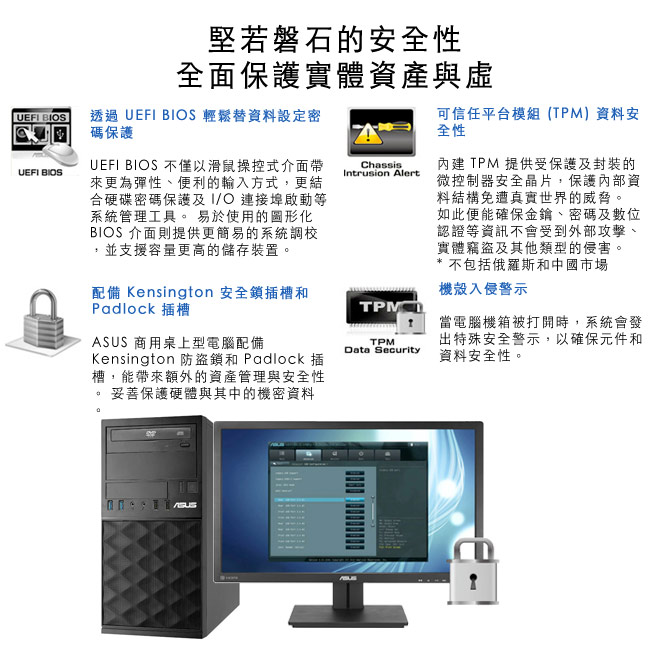 堅若磐石的安全性
全面保護實體資產與虛
UEFI BIOS
UEFI BIOS
透過 UEFI BIOS 輕鬆替資料設定密
碼保護
UEFI BIOS 不僅以滑鼠操控式介面帶
來更為彈性、便利的輸入方式，更結
合硬碟密碼保護及 I/O 連接埠啟動等
系統管理工具。 易於使用的圖形化
BIOS 介面則提供更簡易的系統調校
，並支援容量更高的儲存裝置。
Chassis
Intrusion Alert
可信任平台模組 (TPM) 資料安
全性
內建 TPM 提供受保護及封裝的
微控制器安全晶片，保護內部資
料結構免遭真實世界的威脅。
如此便能確保金鑰、密碼及數位
認證等資訊不會受到外部攻擊、
實體竊盜及其他類型的侵害。
* 不包括俄羅斯和中國市場
配備 Kensington 安全鎖插槽和
Padlock 插槽
ASUS 商用桌上型電腦配備
Kensington 防盜鎖和 Padlock 插
槽，能帶來額外的資產管理與安全性
。 妥善保護硬體與其中的機密資料
。
TPM
TPM
Data Security
機殼入侵警示
當電腦機箱被打開時，系統會發
出特殊安全警示，以確保元件和
資料安全性。
ASUS
ASUS
HDMI
ASUS